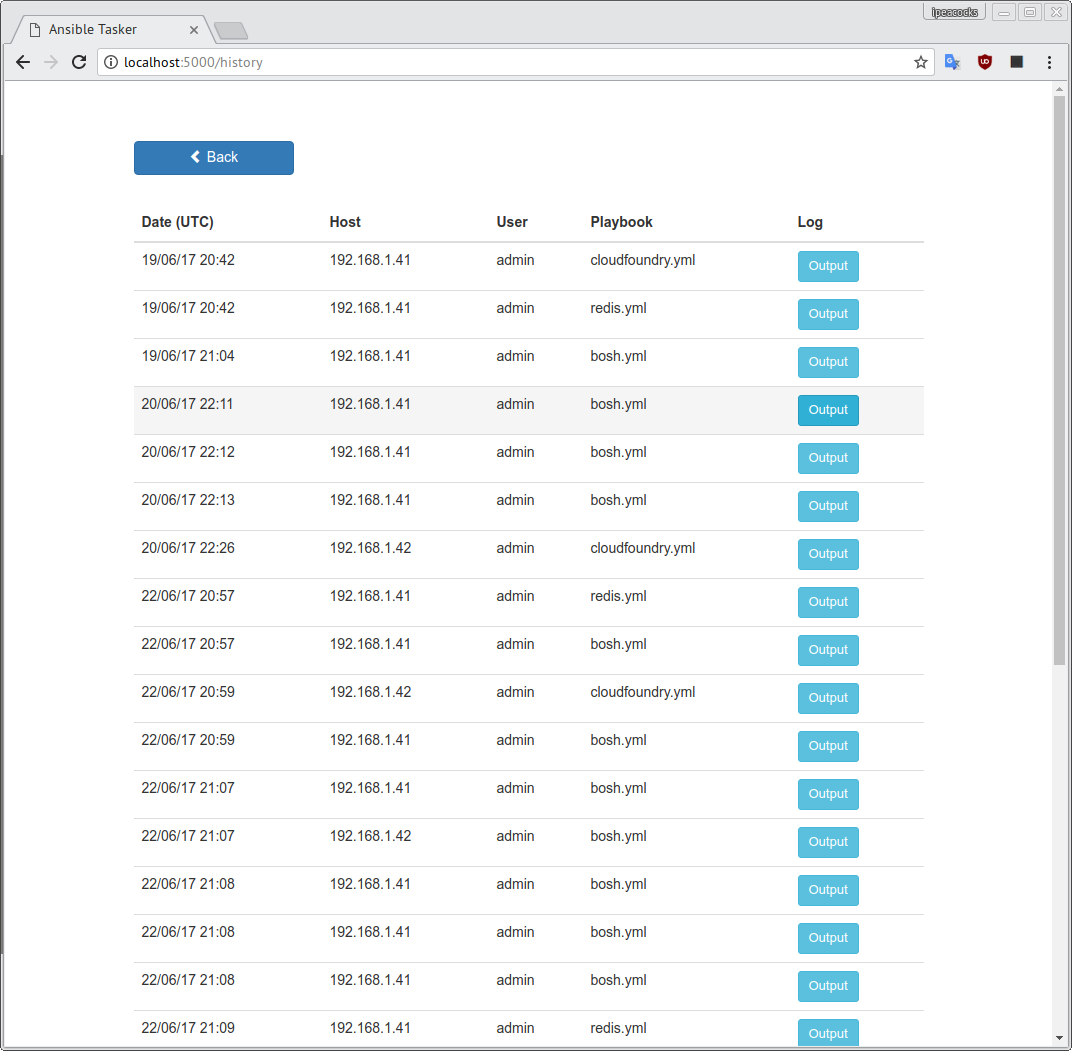 ipeacocks
Ansible Tasker
localhost:5000/history
Back
Date (UTC) Host User Playbook Log
19/06/17 20:42 192.168.1.41 admin cloudfoundry.yml Output
19/06/17 20:42 192.168.1.41 admin redis.yml Output
19/06/17 21:04 192.168.1.41 admin bosh.yml Output
20/06/17 22:11 192.168.1.41 admin bosh.yml Output
20/06/17 22:12 192.168.1.41 admin bosh.yml Output
20/06/17 22:13 192.168.1.41 admin bosh.yml Output
20/06/17 22:26 192.168.1.42 admin cloudfoundry.yml Output
22/06/17 20:57 192.168.1.41 admin redis.yml Output
22/06/17 20:57 192.168.1.41 admin bosh.yml Output
22/06/17 20:59 192.168.1.42 admin cloudfoundry.yml Output
22/06/17 20:59 192.168.1.41 admin bosh.yml Output
22/06/17 21:07 192.168.1.41 admin bosh.yml Output
22/06/17 21:07 192.168.1.42 admin bosh.yml Output
22/06/17 21:08 192.168.1.41 admin bosh.yml Output
22/06/17 21:08 192.168.1.41 admin bosh.yml Output
22/06/17 21:08 192.168.1.41 admin bosh.yml Output
22/06/17 21:09 192.168.1.41 admin redis.yml Output